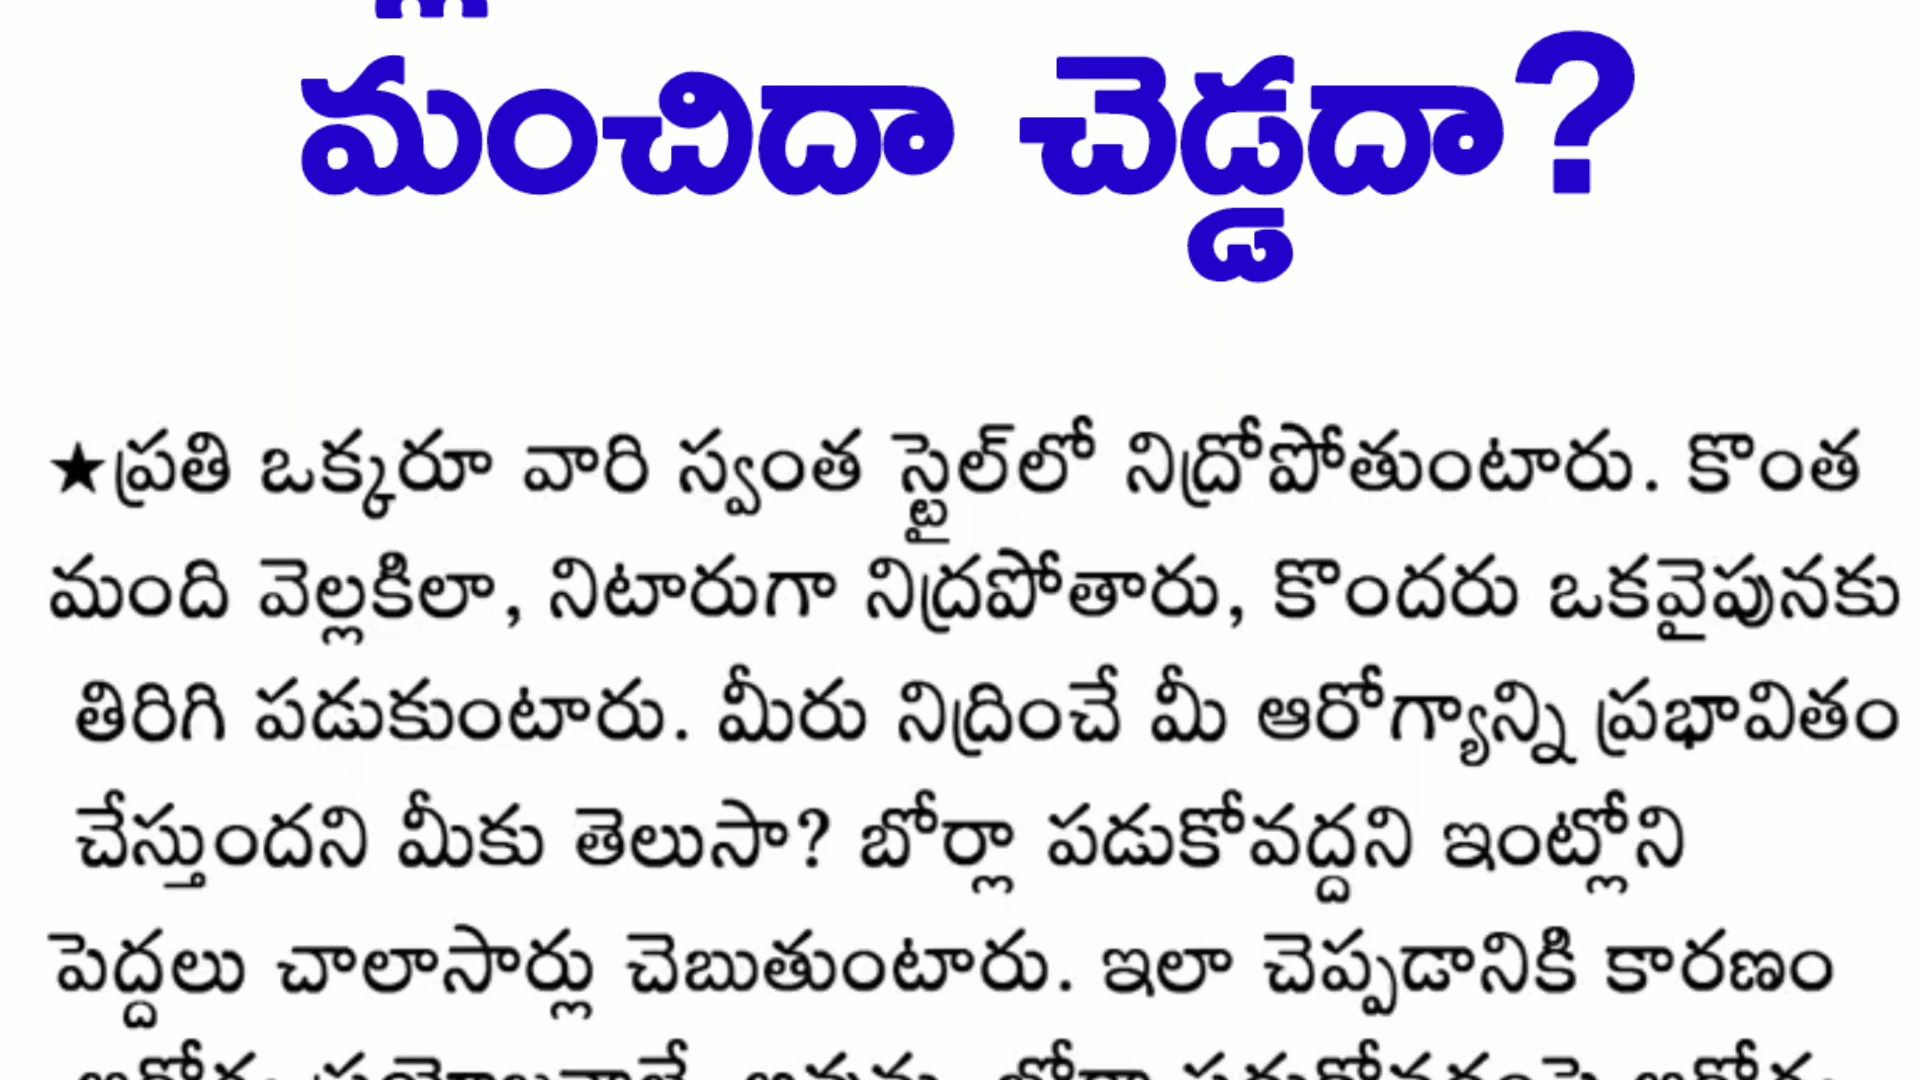 మంచిదా చెడ్డదా?
★ప్రతి ఒక్కరూ వారి స్వంత స్టైల్‌లో నిద్రోపోతుంటారు. కొంత
మంది వెల్లకిలా, నిటారుగా నిద్రపోతారు, కొందరు ఒకవైపునకు
తిరిగి పడుకుంటారు. మీరు నిద్రించే మీ ఆరోగ్యాన్ని ప్రభావితం
చేస్తుందని మీకు తెలుసా? బోర్లా పడుకోవద్దని ఇంట్లోని
పెద్దలు చాలాసార్లు చెబుతుంటారు. ఇలా చెప్పడానికి కారణం